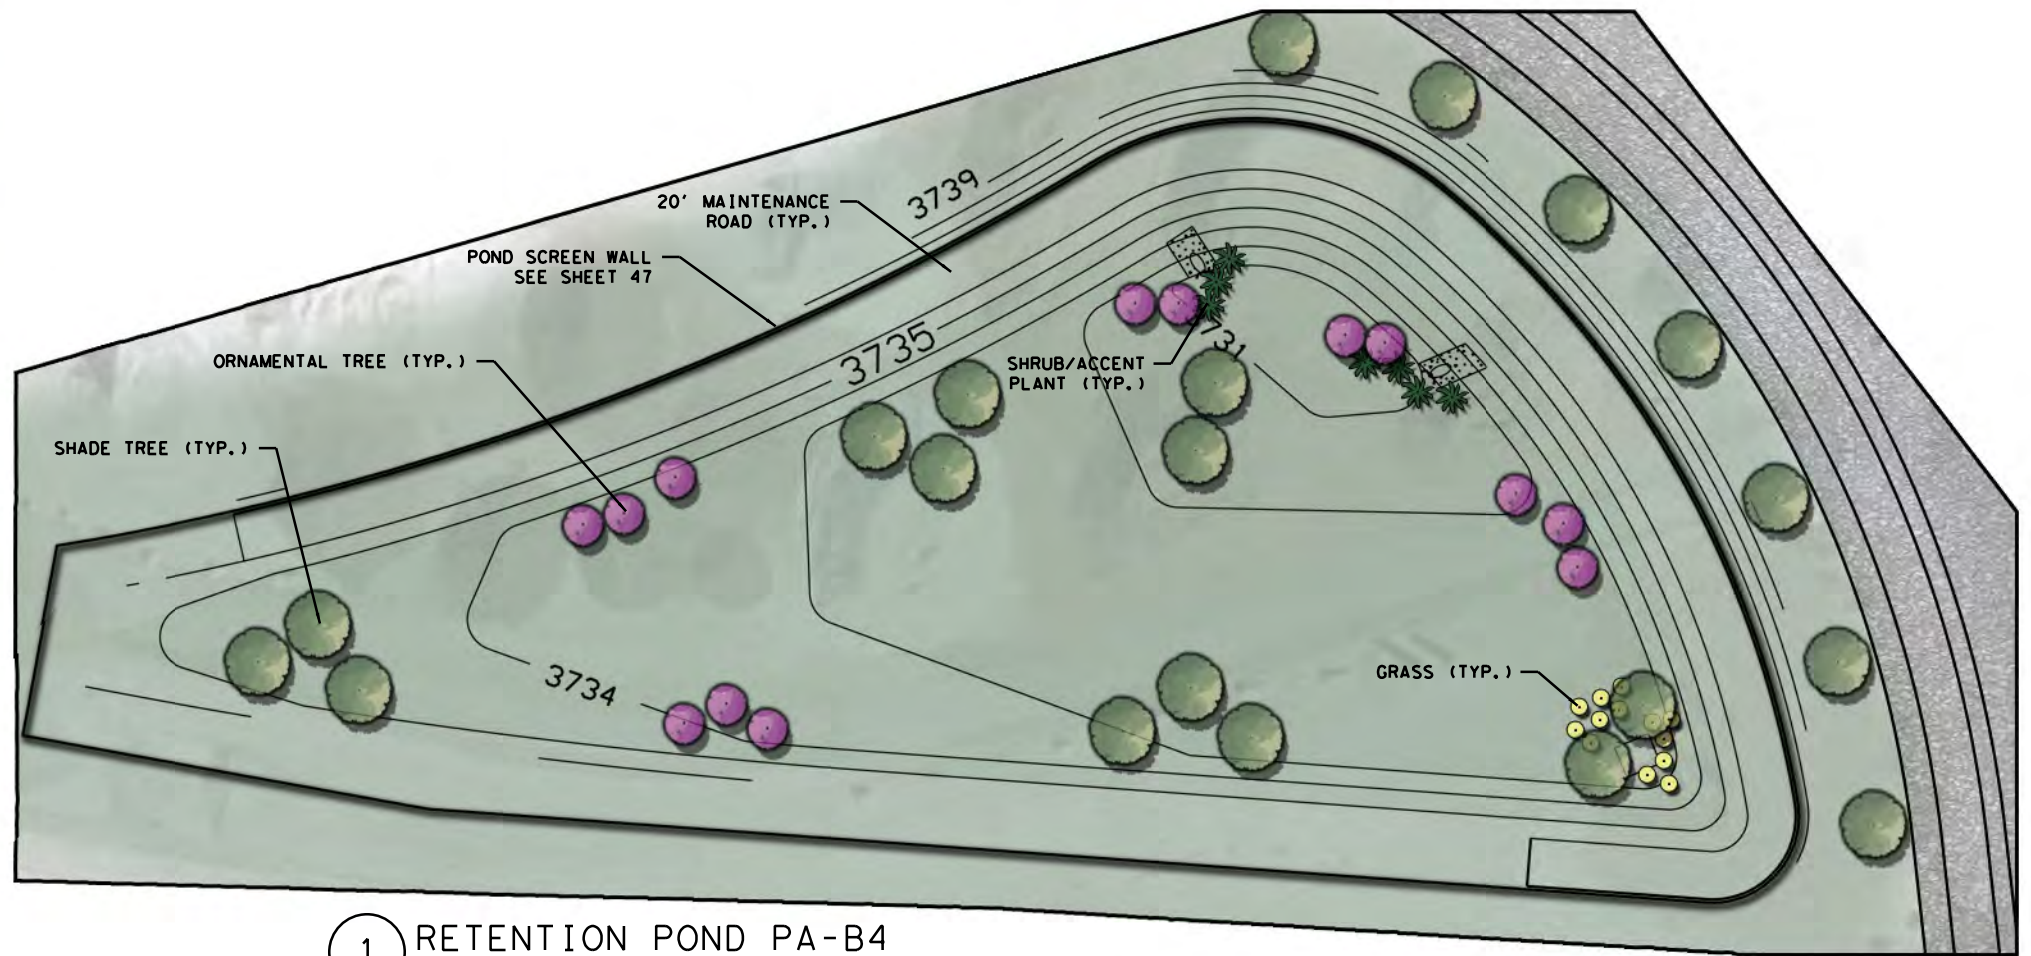 20' MAINTENANCE
ROAD (TYP.)
3739
POND SCREEN WALL
SEE SHEET 47
3735
ORNAMENTAL TREE (TYP.)
3731
SHRUB/ACCENT
PLANT (TYP.)
SHADE TREE (TYP.)
3734
GRASS (TYP.)
1
RETENTION POND PA-B4